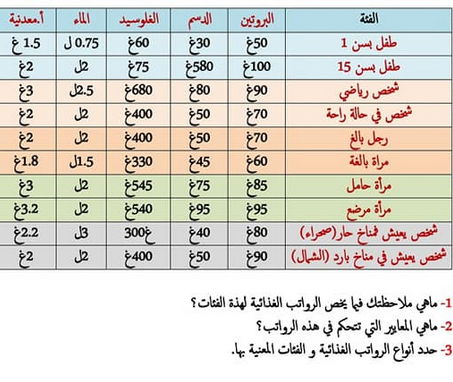 الفئة البروتين الدسم الغلوسيد الماء أ.معدنية
طفل بسن 1 50غ 30غ 60غ 0.75 ل 1.5 غ
طفل بسن 15 100غ 580غ 75غ 2ل 2غ
شخص رياضي 90غ 80غ 680غ 2.5ل 3غ
شخص في حالة راحة 70غ 50غ 400غ 2ل 2غ
رجل بالغ 70غ 50غ 400غ 2ل 2غ
مراة بالغة 60غ 45غ 330غ 1.5ل 1.8غ
مرأة حامل 85غ 75غ 545غ 2ل 3غ
مرأة مرضع 95غ 95غ 540غ 2ل 3.2غ
شخص يعيش فمناخ حار(صحراء) 80غ 40غ 300غ 3ل 2.2غ
شخص يعيش في مناخ بارد (الشمال) 90غ 50غ 400غ 2ل 2غ
1- ماهي ملاحظتك فيما يخص الرواتب الغذائية لهذة الفئات؟
2- ماهي المعايير التي تتحكم في هذه الرواتب؟
3- حدد أنواع الرواتب الغذائية و الفئات المعنية بها.